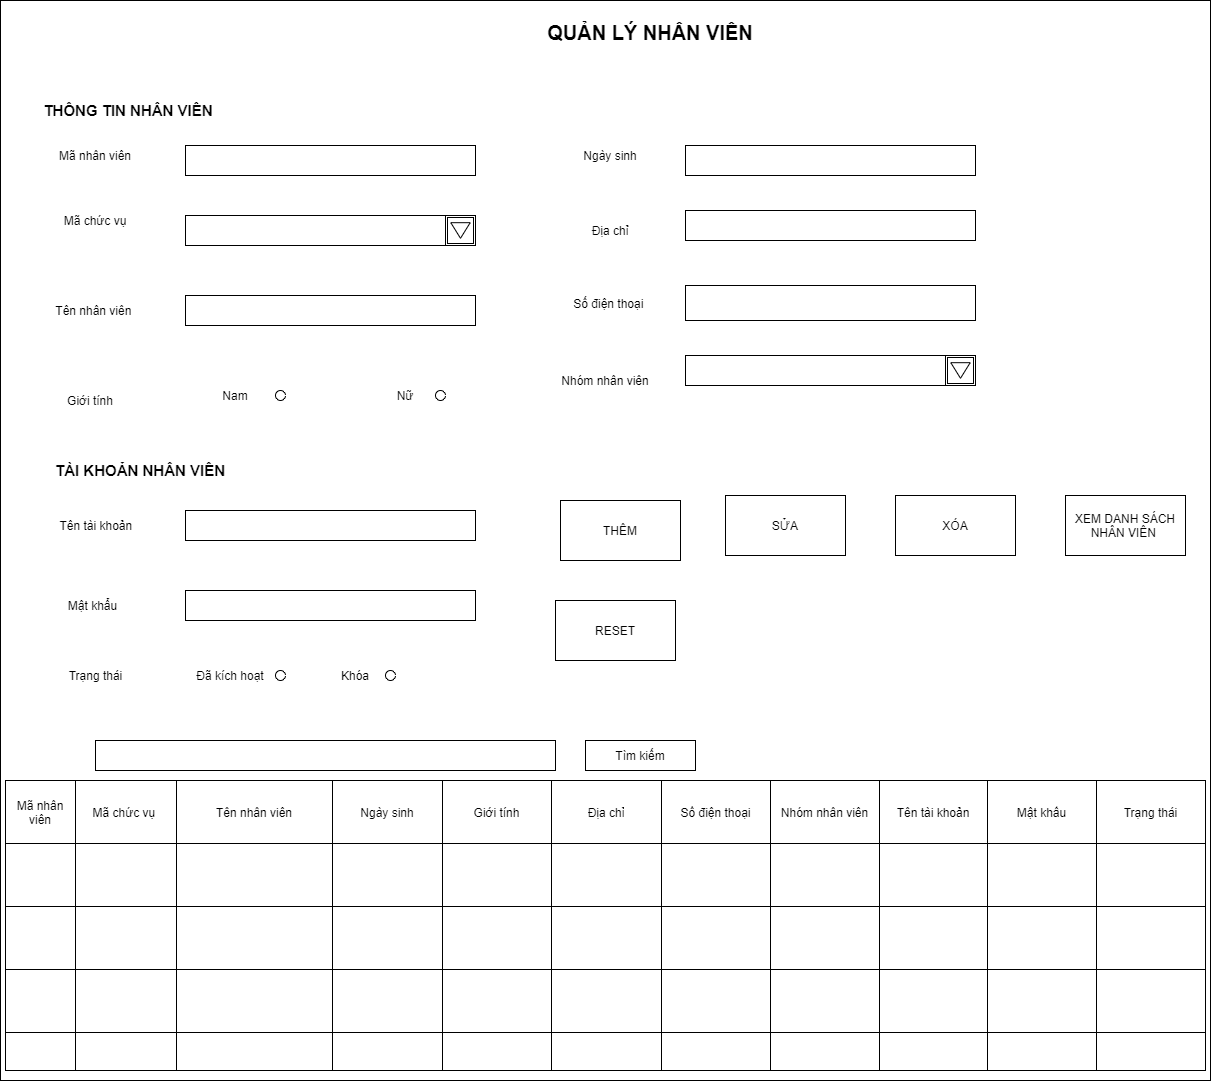 QUẢN LÝ NHÂN VIÊN
THÔNG TIN NHÂN VIÊN
Mã nhân viên
Ngày sinh
Mã chức vụ
Địa chỉ
Tên nhân viên
Số điện thoại
Giới tính
Nam
Nữ
Nhóm nhân viên
TÀI KHOẢN NHÂN VIÊN
Tên tài khoản
THÊM
SỬA
XÓA
XEM DANH SÁCH
NHÂN VIÊN
Mật khẩu
RESET
Trạng thái
Đã kích hoạt
Khóa
Tìm kiếm
Mã nhân
viên
Mã chức vụ
Tên nhân viên
Ngày sinh
Giới tính
Địa chỉ
Số điện thoại
Nhóm nhân viên
Tên tài khoản
Mật khẩu
Trạng thái